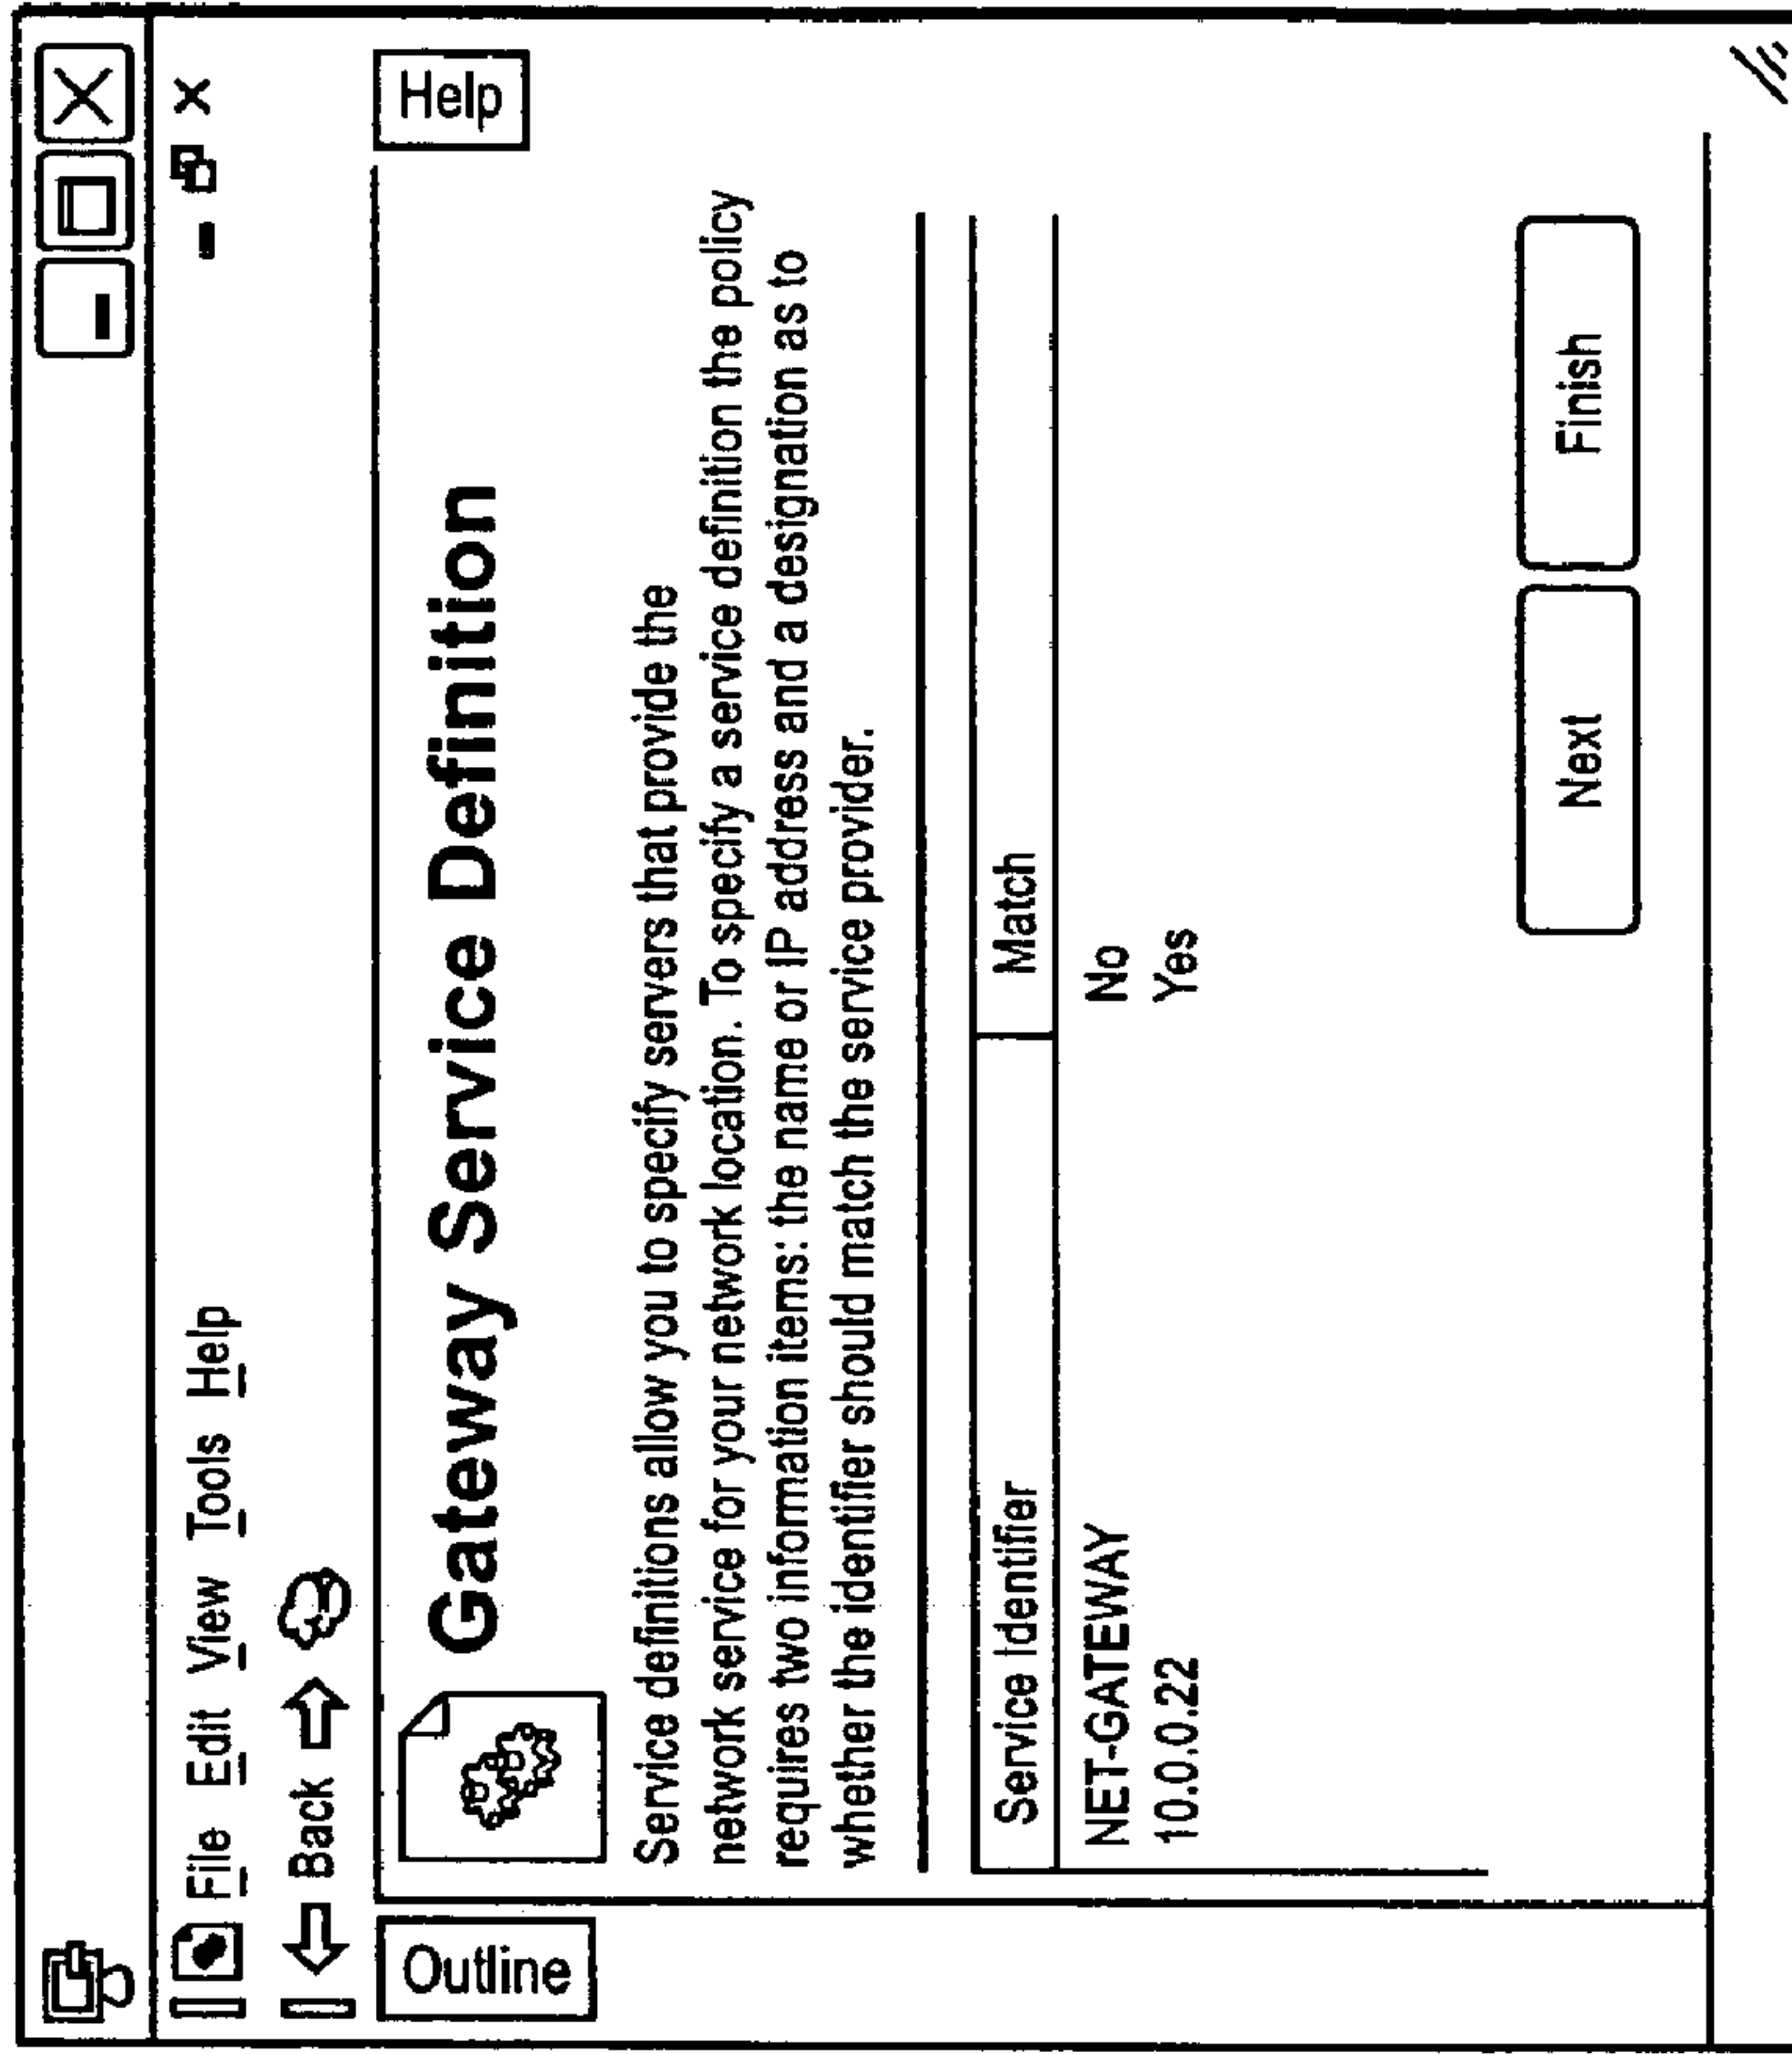 File Edit View Tools Help
Back
Outline
Help
Gateway Service Definition
Service definitions allow you to specify servers that provide the
network service for your network location. To specify a service definition the policy
requires two information items: the name or IP address and a designation as to
whether the identifier should match the service provider.
Service Identifier Match
NET-GATEWAY No
10.0.0.22 Yes
Next Finish